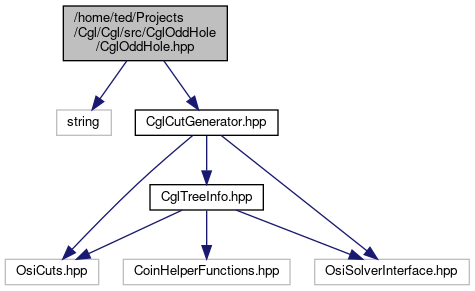 /home/ted/Projects
/Cgl/Cgl/src/CglOddHole
/CglOddHole.hpp
string
CglCutGenerator.hpp
CglTreeInfo.hpp
OsiCuts.hpp
CoinHelperFunctions.hpp
OsiSolverInterface.hpp